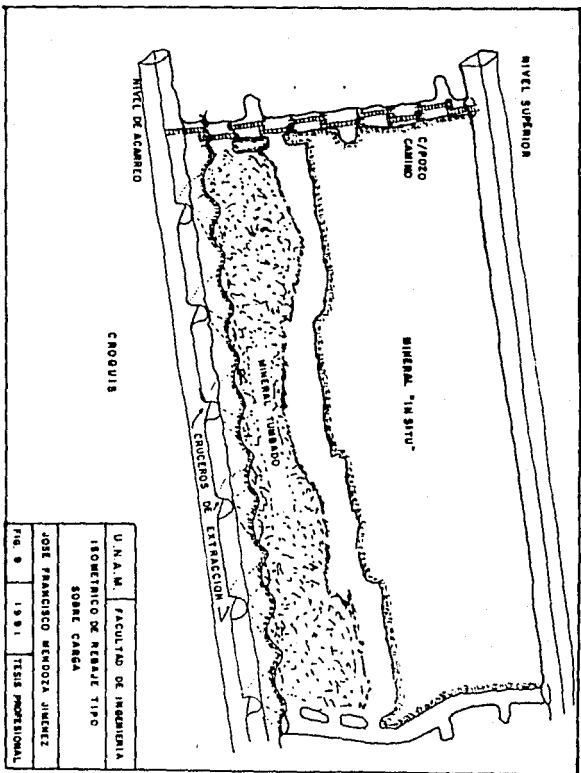 NIVEL SUPERIOR
C/POZO
CAMINO
MINERAL "IN SITU"
MINERAL TUMBADO
NIVEL DE ACARREO
CRUCEROS DE EXTRACCION
CROQUIS
U.N.A.M. FACULTAD DE INGENIERIA
ISOMETRICO DE REBAJE TIPO
SOBRE CARGA
JOSE FRANCISCO MENDOZA JIMENEZ
FIG. 9 1991 TESIS PROFESIONAL